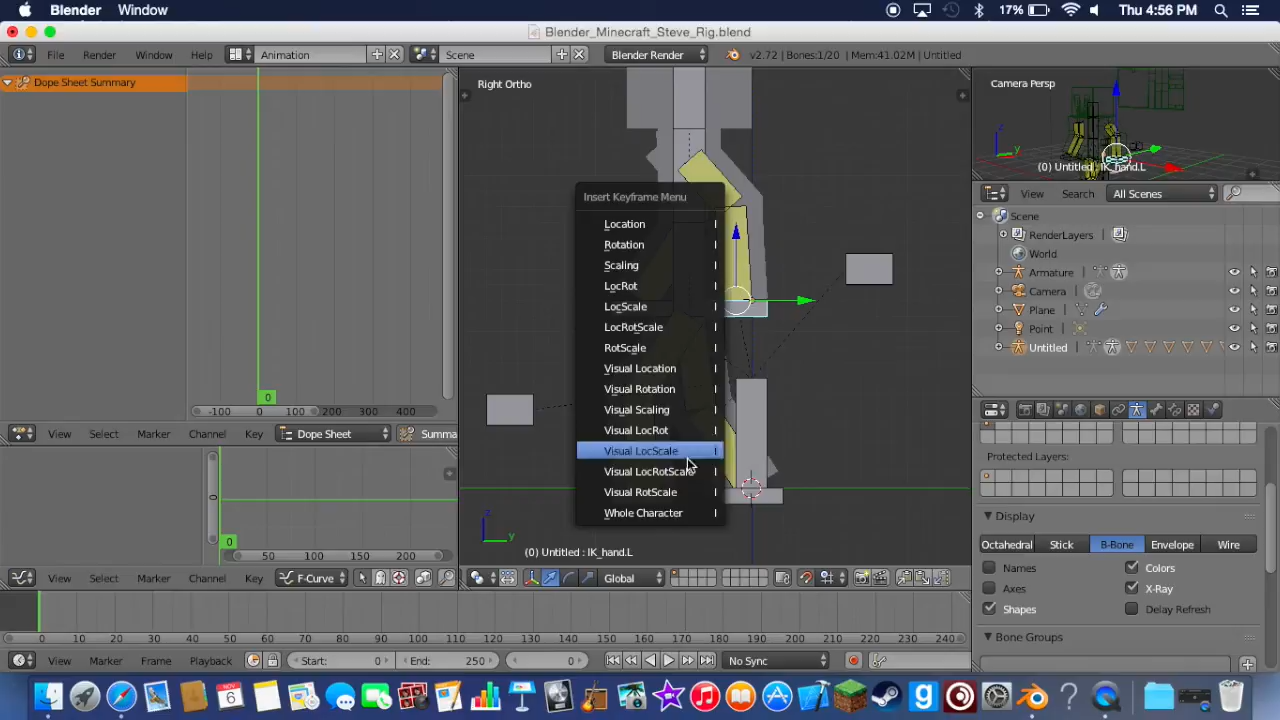 Blender Window 17% Thu 4:56 PM
Blender_Minecraft_Steve_Rig.blend
File Render Window Help Animation Scene Blender Render v2.72 | Bones:1/20 | Mem:41.02M | Untitled
Dope Sheet Summary
Right Ortho
Camera Persp
(0) Untitled : IK_hand.L
Insert Keyframe Menu
Location I
Rotation I
Scaling I
LocRot I
LocScale I
LocRotScale I
RotScale I
Visual Location I
Visual Rotation I
Visual Scaling I
Visual LocRot I
Visual LocScale I
Visual LocRotScale I
Visual RotScale I
Whole Character I
View Search All Scenes
Scene
RenderLayers
World
Armature
Camera
Plane
Point
Untitled
0
-100 0 100 200 300 400
View Select Marker Channel Key Dope Sheet Summa
0
0
50 100 150 200
View Select Marker Channel Key F-Curve
z
y
(0) Untitled : IK_hand.L
View Select Pose Global
Protected Layers:
Display
Octahedral Stick B-Bone Envelope Wire
Names Colors
Axes X-Ray
Shapes Delay Refresh
Bone Groups
0 10 20 30 40 50 60 70 80 90 100 110 120 130 140 150 160 170 180 190 200 210 220 230 240
View Marker Frame Playback Start: 0 End: 250 0 No Sync
NOV
6